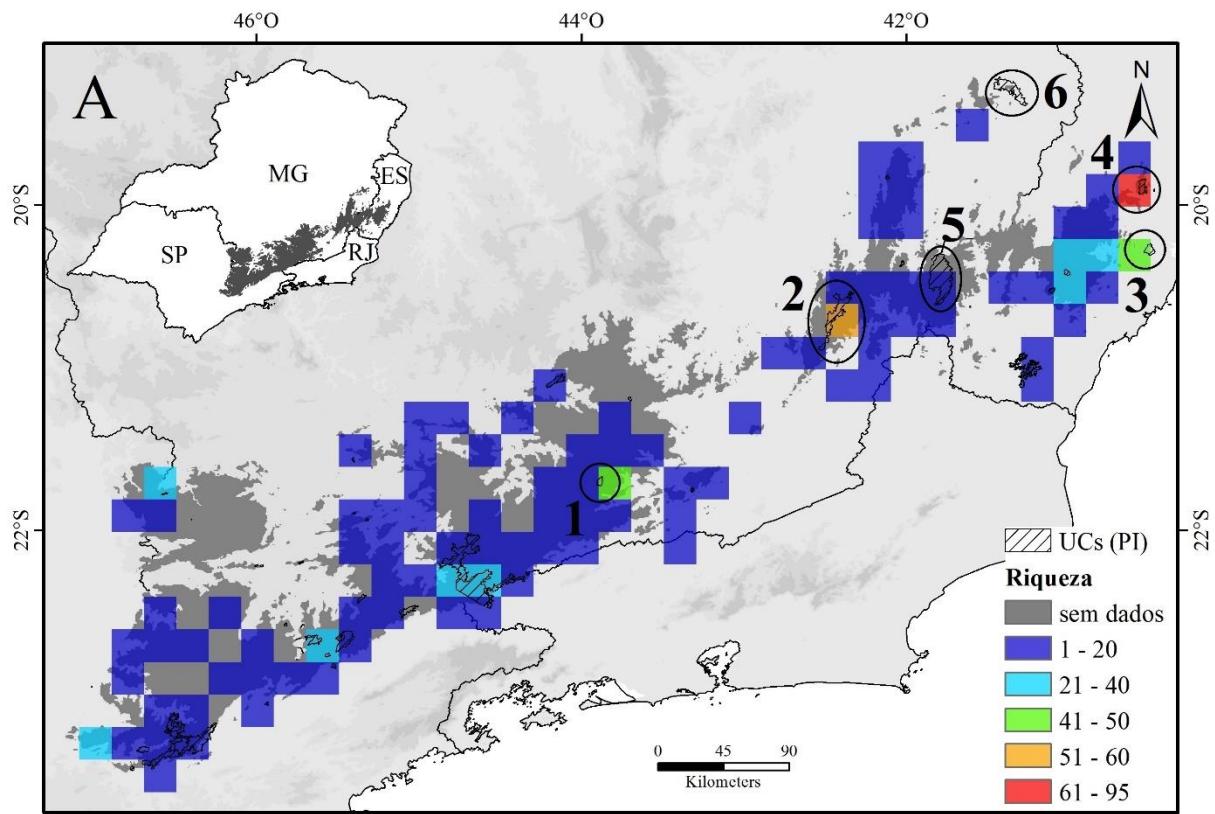 46°O
44°O
42°O
A
N
MG
ES
SP
RJ
6
4
5
3
2
1
20°S
20°S
22°S
22°S
UCs (PI)
Riqueza
sem dados
1 - 20
21 - 40
41 - 50
51 - 60
61 - 95
0 45 90
Kilometers